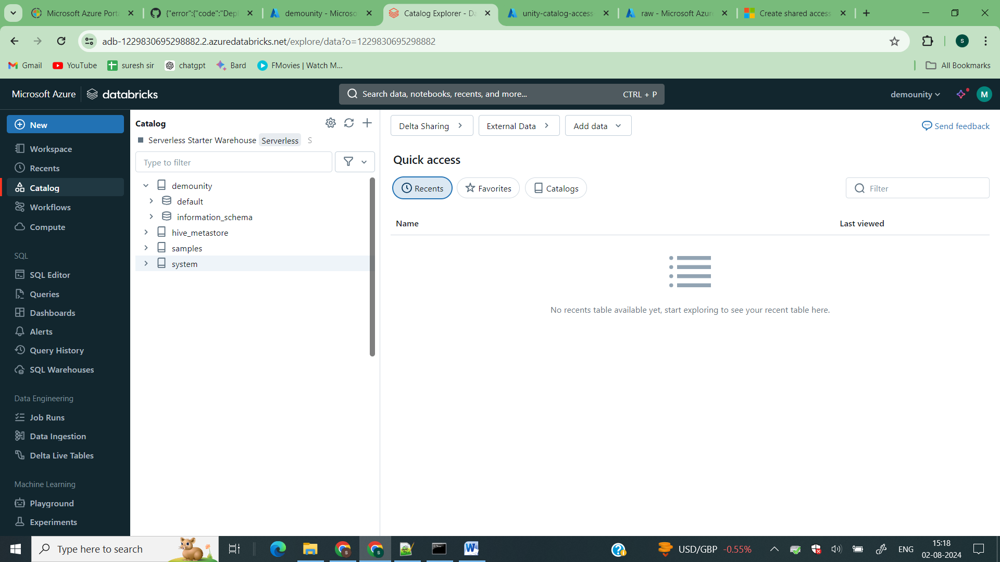 Microsoft Azure Port
{"error":{"code":"Depl
demounity - Microso
Catalog Explorer - Da
unity-catalog-access-
raw - Microsoft Azure
Create shared access
adb-1229830695298882.2.azuredatabricks.net/explore/data?o=1229830695298882
S
Gmail
YouTube
suresh sir
chatgpt
Bard
FMovies | Watch M...
All Bookmarks
Microsoft Azure
databricks
Search data, notebooks, recents, and more...
CTRL + P
demounity
M
New
Workspace
Recents
Catalog
Workflows
Compute
SQL
SQL Editor
Queries
Dashboards
Alerts
Query History
SQL Warehouses
Data Engineering
Job Runs
Data Ingestion
Delta Live Tables
Machine Learning
Playground
Experiments
Catalog
Serverless Starter Warehouse Serverless S
Type to filter
demounity
default
information_schema
hive_metastore
samples
system
Delta Sharing
External Data
Add data
Send feedback
Quick access
Recents
Favorites
Catalogs
Filter
Name
Last viewed
No recents table available yet, start exploring to see your recent table here.
Type here to search
USD/GBP -0.55%
ENG
15:18
02-08-2024